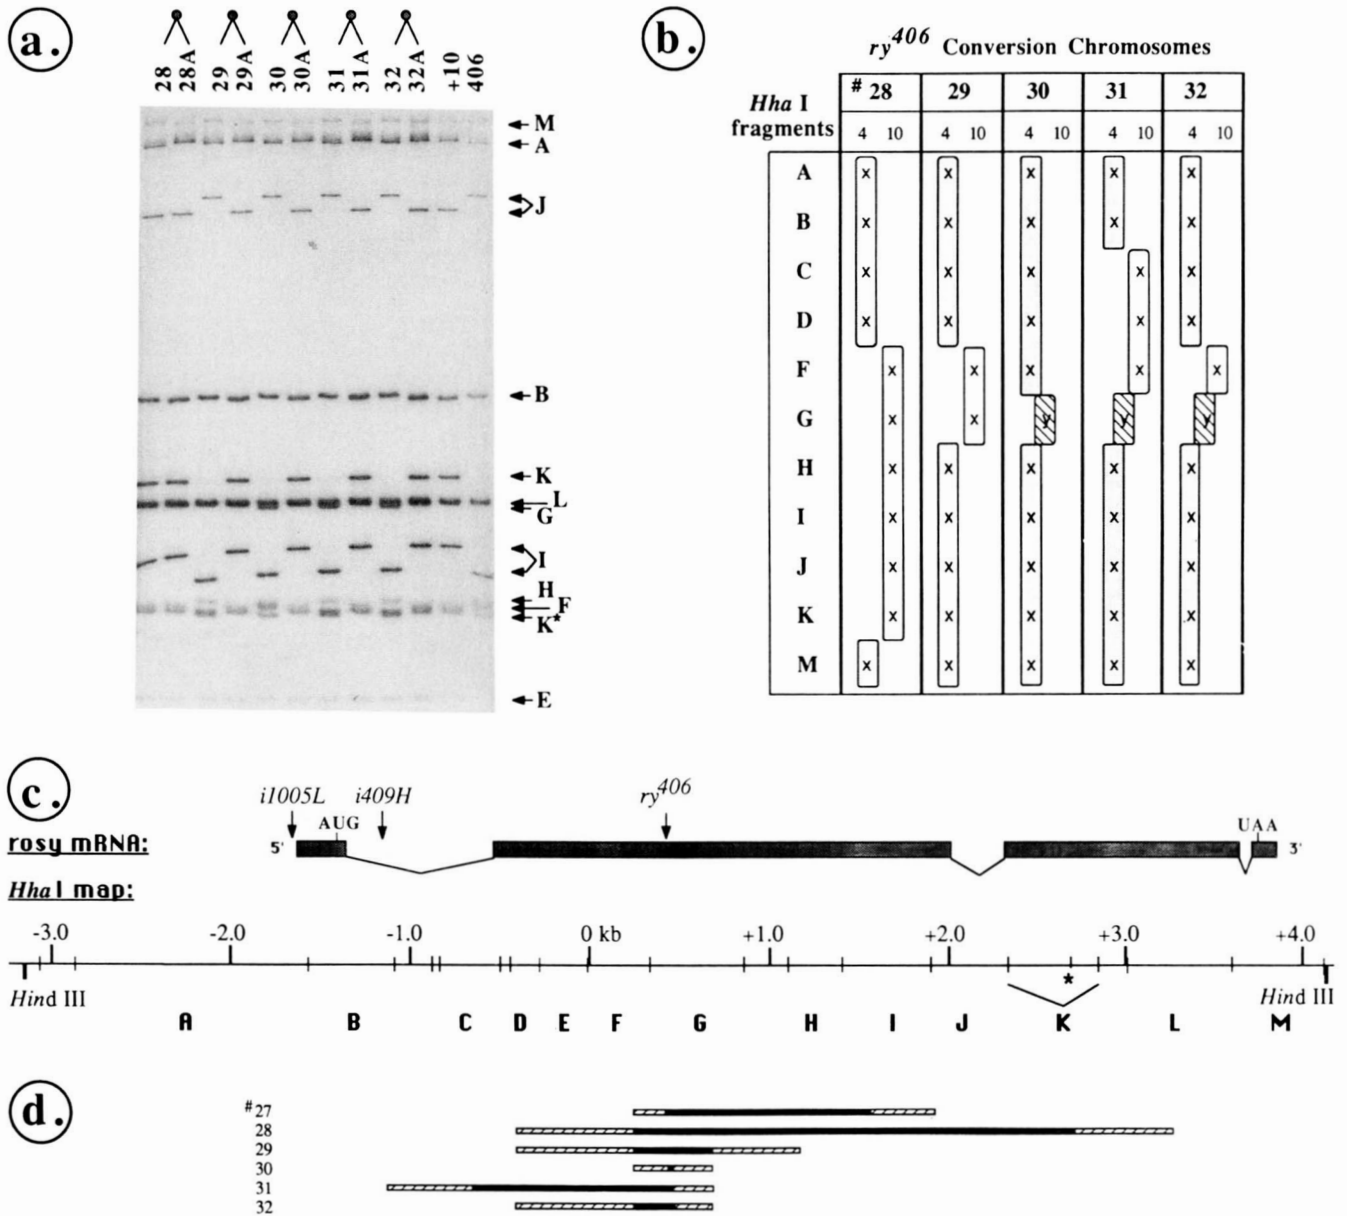 a.
28 28A 29 29A 30 30A 31 31A 32 32A +10 406
M
A
J
B
K
L
G
I
H
F
K*
E
b.
ry406 Conversion Chromosomes
Hha I fragments
# 28 29 30 31 32
4 10 4 10 4 10 4 10 4 10
A x x x x x
B x x x x x
C x x x x x
D x x x x x
F x x x x x
G x x y y y
H x x x x x
I x x x x x
J x x x x x
K x x x x x
M x x x x x
c.
i1005L i409H ry406
AUG UAA
rosy mRNA: 5' 3'
Hha I map:
-3.0 -2.0 -1.0 0 kb +1.0 +2.0 +3.0 +4.0
*
Hind III Hind III
A B C D E F G H I J K L M
d.
#27
28
29
30
31
32